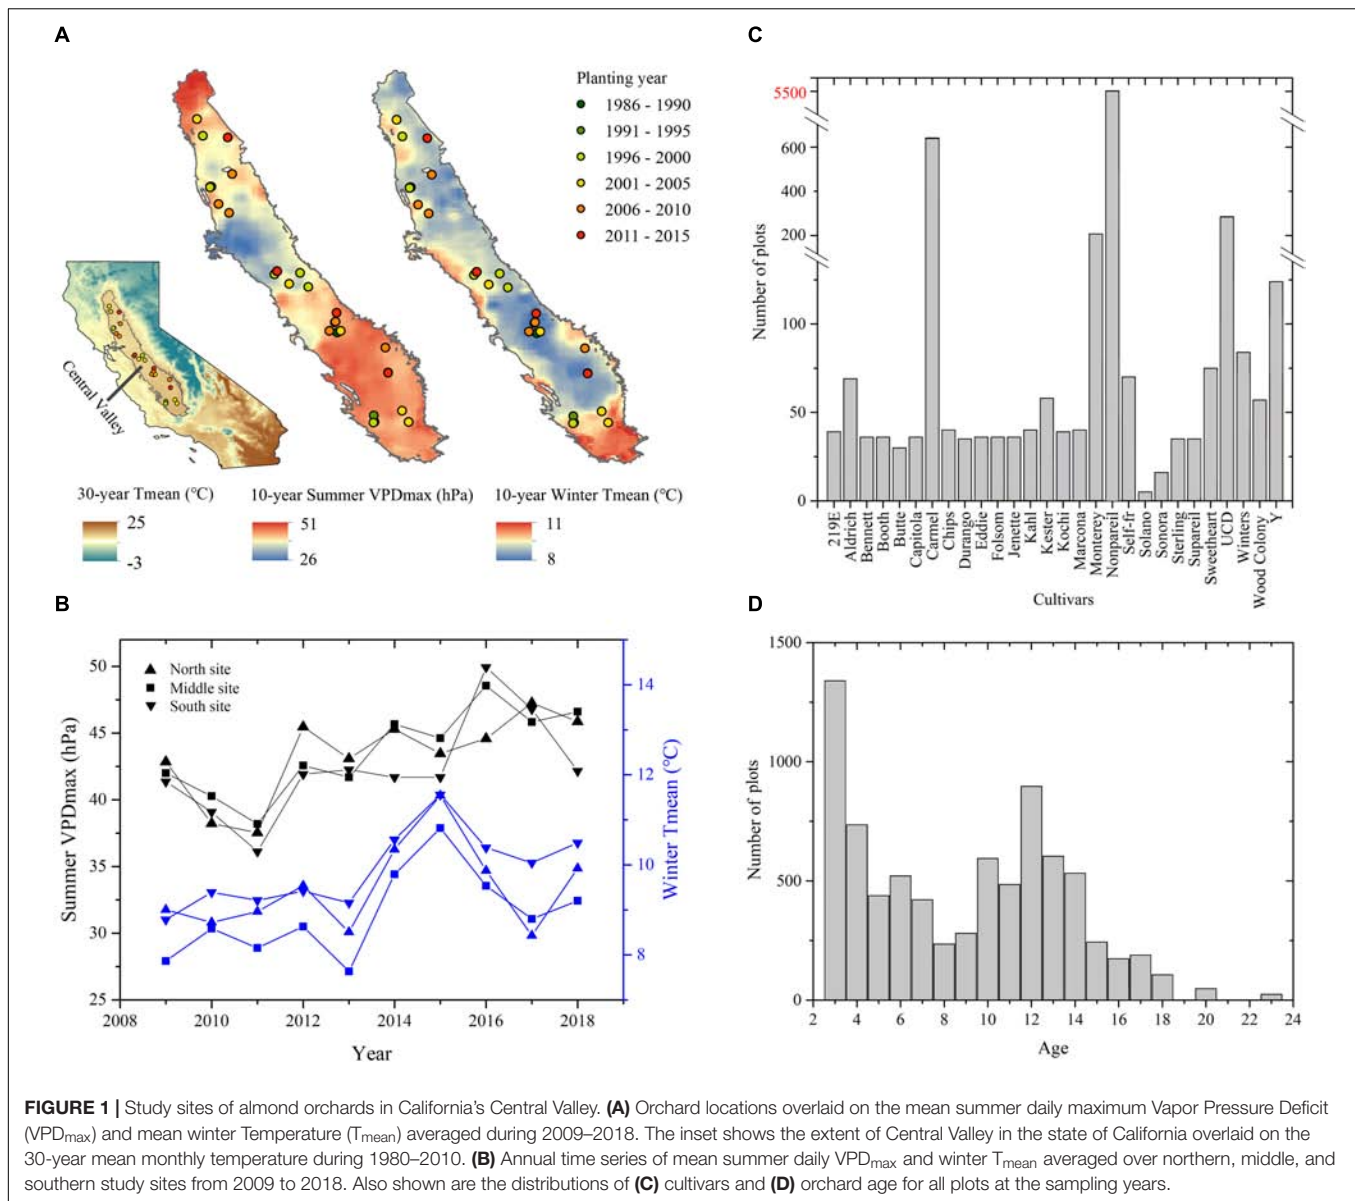 A
Planting year
1986 - 1990
1991 - 1995
1996 - 2000
2001 - 2005
2006 - 2010
2011 - 2015
Central Valley
30-year Tmean (°C)
25
-3
10-year Summer VPDmax (hPa)
51
26
10-year Winter Tmean (°C)
11
8
B
North site
Middle site
South site
Summer VPDmax (hPa)
50
45
40
35
30
25
Winter Tmean (°C)
14
12
10
8
2008 2010 2012 2014 2016 2018
Year
C
Number of plots
5500
600
400
200
100
50
0
219E Aldrich Bennett Booth Butte Capitola Carmel Chips Durango Eddie Folsom Jenette Kahl Kester Kochi Marcona Monterey Nonpareil Self-fr Solano Sonora Sterling Supareil Sweetheart UCD Winters Wood Colony Y
Cultivars
D
Number of plots
1500
1000
500
0
2 4 6 8 10 12 14 16 18 20 22 24
Age
FIGURE 1 | Study sites of almond orchards in California's Central Valley. (A) Orchard locations overlaid on the mean summer daily maximum Vapor Pressure Deficit
(VPDmax) and mean winter Temperature (Tmean) averaged during 2009–2018. The inset shows the extent of Central Valley in the state of California overlaid on the
30-year mean monthly temperature during 1980–2010. (B) Annual time series of mean summer daily VPDmax and winter Tmean averaged over northern, middle, and
southern study sites from 2009 to 2018. Also shown are the distributions of (C) cultivars and (D) orchard age for all plots at the sampling years.